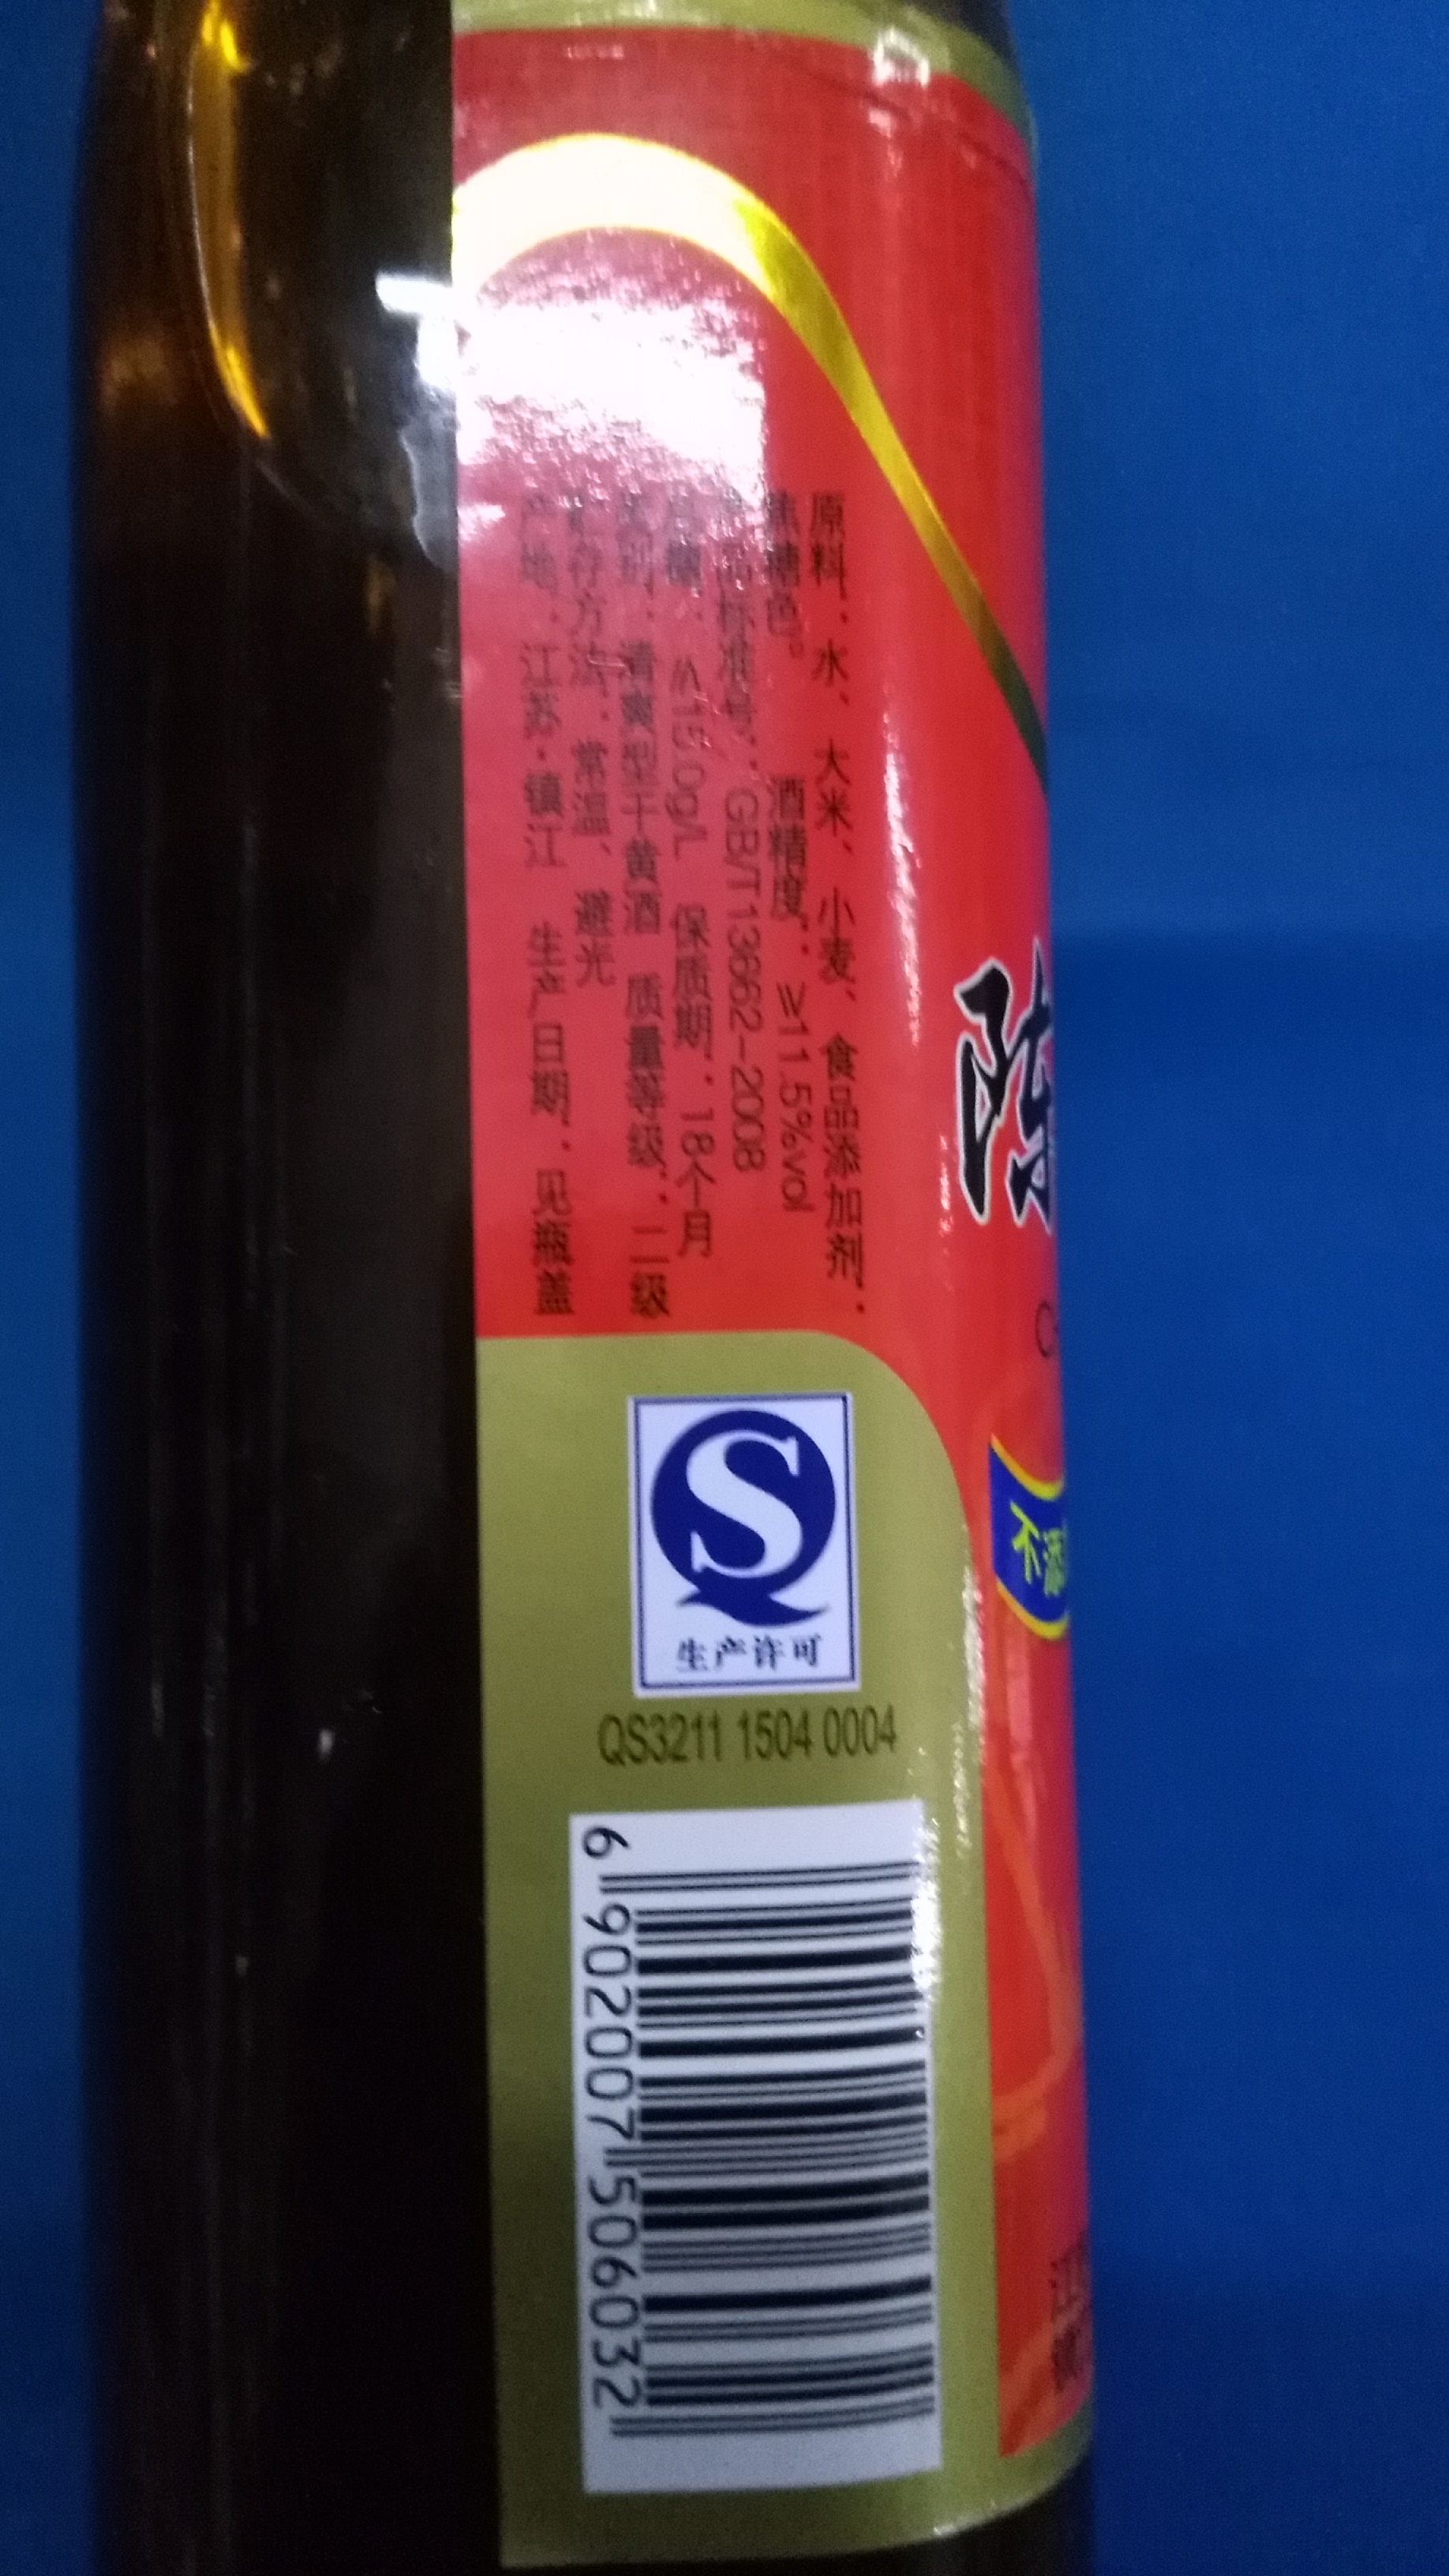 原料：水、大米、小麦、食品添加剂：
焦糖色。 酒精度：≥11.5%vol
产品标准号：GB/T13662-2008
总糖：≤15.0g/L 保质期：18个月
类别：清爽型干黄酒 质量等级：二级
贮存方法：常温、避光
产地：江苏·镇江 生产日期：见瓶盖
陈
不添
生产许可
QS3211 1504 0004
6 902007 506032